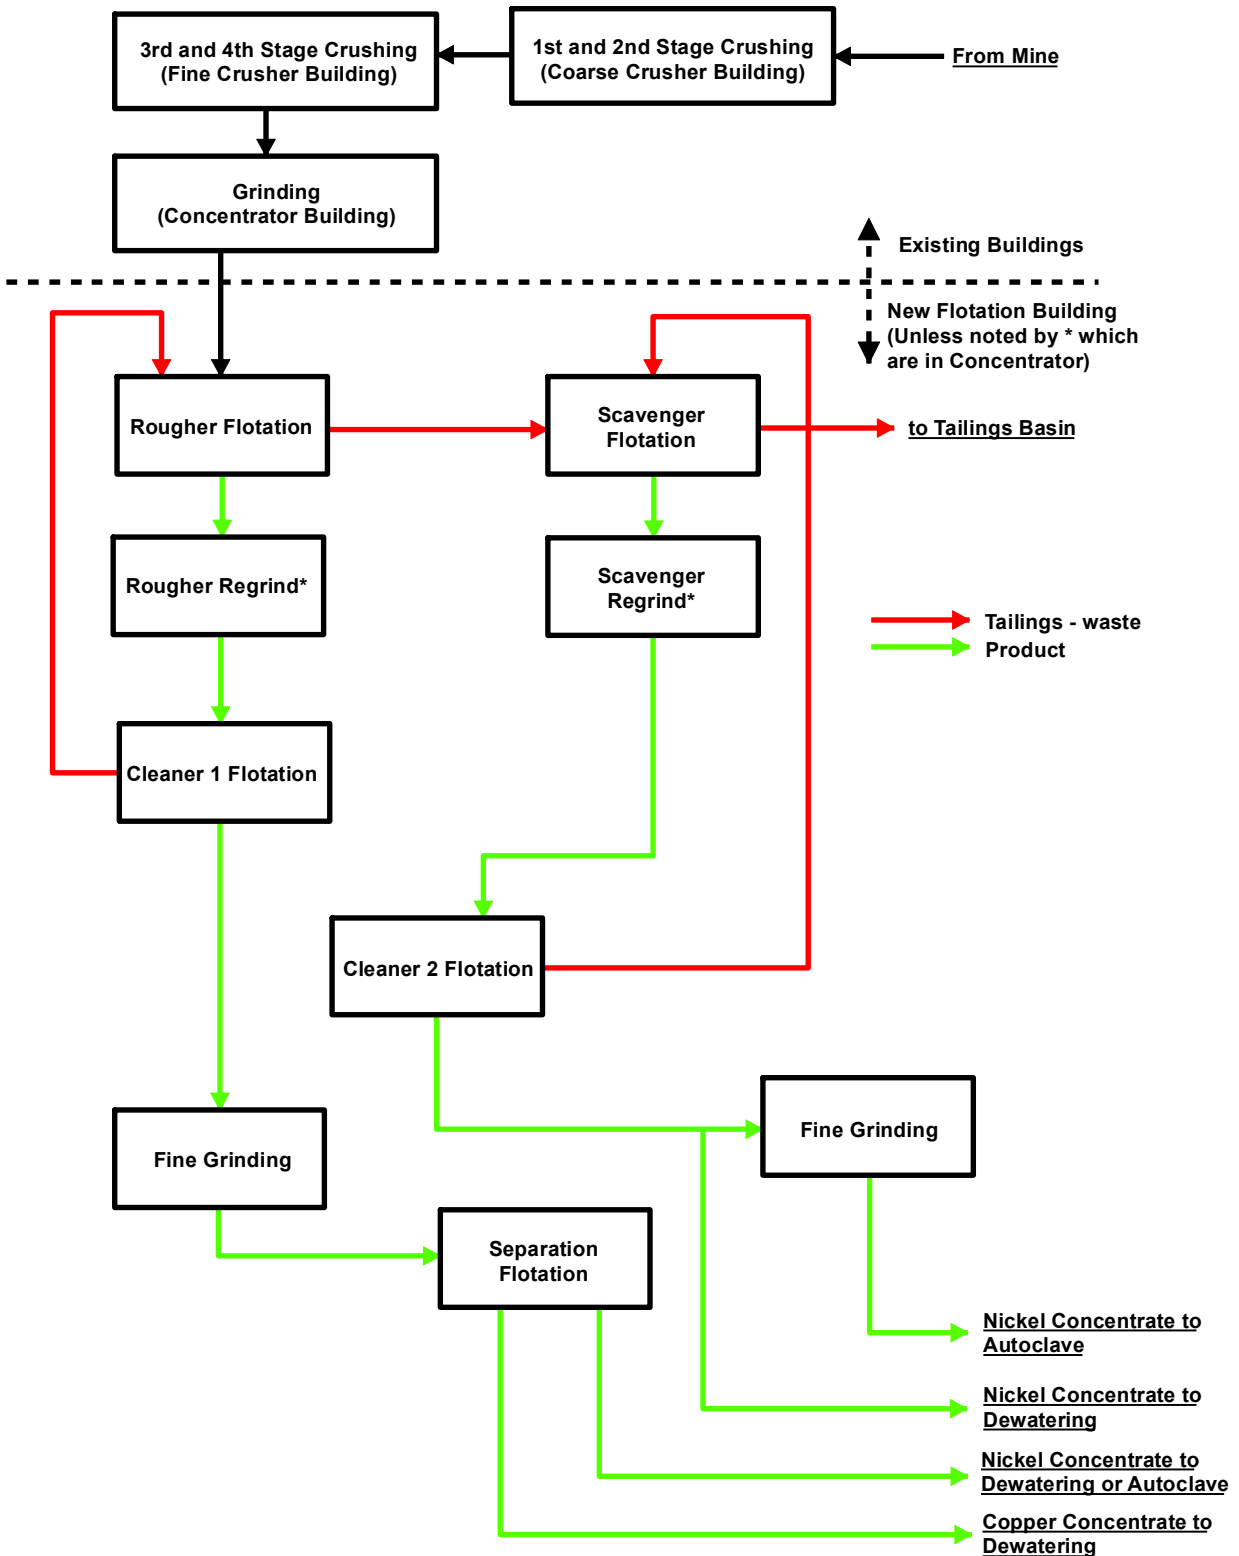 3rd and 4th Stage Crushing
(Fine Crusher Building)
1st and 2nd Stage Crushing
(Coarse Crusher Building)
From Mine
Grinding
(Concentrator Building)
Existing Buildings
New Flotation Building
(Unless noted by * which
are in Concentrator)
Rougher Flotation
Scavenger
Flotation
to Tailings Basin
Rougher Regrind*
Scavenger
Regrind*
Tailings - waste
Product
Cleaner 1 Flotation
Cleaner 2 Flotation
Fine Grinding
Fine Grinding
Separation
Flotation
Nickel Concentrate to
Autoclave
Nickel Concentrate to
Dewatering
Nickel Concentrate to
Dewatering or Autoclave
Copper Concentrate to
Dewatering